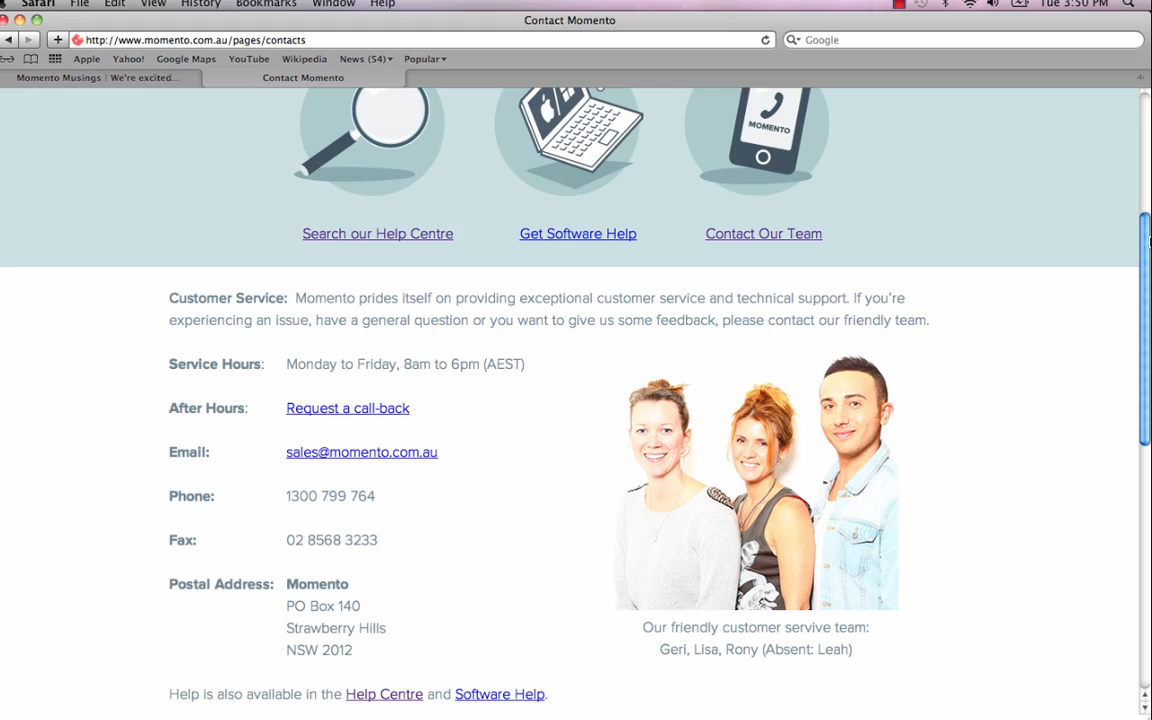 Safari File Edit View History Bookmarks Window Help Tue 3:50 PM
Contact Momento
http://www.momento.com.au/pages/contacts Google
Apple Yahoo! Google Maps YouTube Wikipedia News (54) Popular
Momento Musings | We're excited... Contact Momento
MOMENTO
Search our Help Centre Get Software Help Contact Our Team
Customer Service: Momento prides itself on providing exceptional customer service and technical support. If you're
experiencing an issue, have a general question or you want to give us some feedback, please contact our friendly team.
Service Hours: Monday to Friday, 8am to 6pm (AEST)
After Hours: Request a call-back
Email: sales@momento.com.au
Phone: 1300 799 764
Fax: 02 8568 3233
Postal Address: Momento
PO Box 140
Strawberry Hills
NSW 2012
Our friendly customer servive team:
Geri, Lisa, Rony (Absent: Leah)
Help is also available in the Help Centre and Software Help.